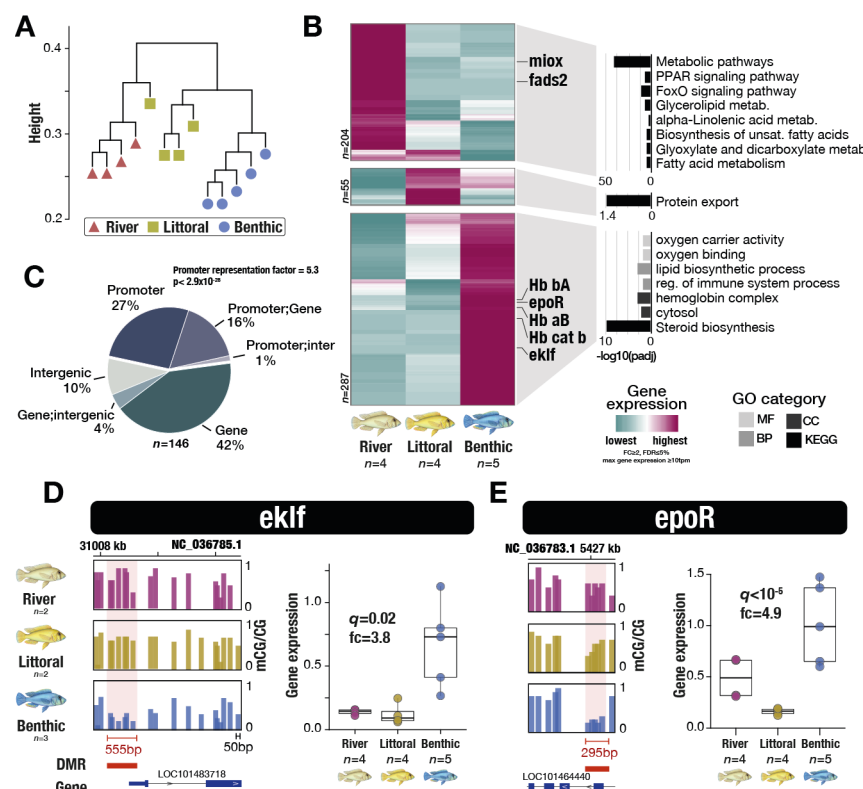 A
0.4
0.3
0.2
Height
River
Littoral
Benthic
B
n=204
n=55
n=287
miox
fads2
Hb bA
epoR
Hb aB
Hb cat b
eklf
Metabolic pathways
PPAR signaling pathway
FoxO signaling pathway
Glycerolipid metab.
alpha-Linolenic acid metab.
Biosynthesis of unsat. fatty acids
Glyoxylate and dicarboxylate metab
Fatty acid metabolism
50 0
Protein export
1.4 0
oxygen carrier activity
oxygen binding
lipid biosynthetic process
reg. of immune system process
hemoglobin complex
cytosol
Steroid biosynthesis
10 0
-log10(padj)
River
n=4
Littoral
n=4
Benthic
n=5
Gene
expression
lowest highest
FC≥2, FDR≤5%
max gene expression ≥10tpm
GO category
MF CC
BP KEGG
C
Promoter representation factor = 5.3
p< 2.9x10⁻²⁸
Promoter
27%
Promoter;Gene
16%
Promoter;inter
1%
Intergenic
10%
Gene;intergenic
4%
Gene
42%
n=146
D
eklf
31008 kb NC_036785.1
River
n=2
Littoral
n=2
Benthic
n=3
1
0
1
0
1
0
mCG/CG
555bp
50bp
DMR
LOC101483718
Gene
Gene expression
1.0
0.5
0.0
q=0.02
fc=3.8
River
n=4
Littoral
n=4
Benthic
n=5
E
epoR
NC_036783.1 5427 kb
1
0
1
0
1
0
mCG/CG
295bp
LOC101464440
Gene expression
1.5
1.0
0.5
0.0
q<10⁻⁵
fc=4.9
River
n=4
Littoral
n=4
Benthic
n=5